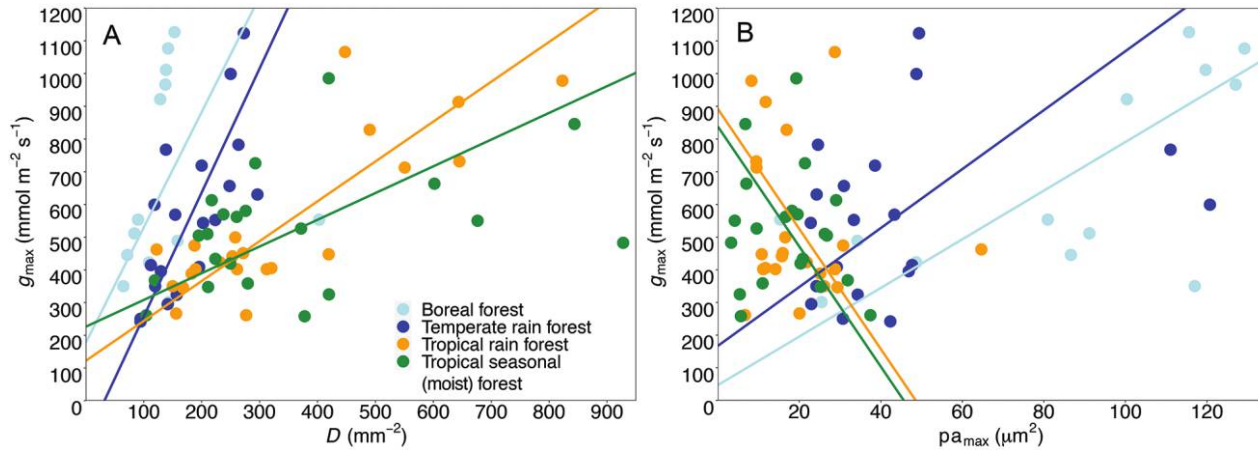 A
1200
1100
1000
900
800
700
600
500
400
300
200
100
0
gmax (mmol m−2 s−1)
100 200 300 400 500 600 700 800 900
D (mm−2)
Boreal forest
Temperate rain forest
Tropical rain forest
Tropical seasonal
(moist) forest
B
1200
1100
1000
900
800
700
600
500
400
300
200
100
0
gmax (mmol m−2 s−1)
20 40 60 80 100 120
pamax (μm2)